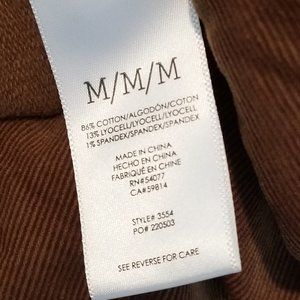 M/M/M
86% COTTON/ALGODÓN/COTON
13% LYOCELL/LYOCELL/LYOCELL
1% SPANDEX/SPANDEX/SPANDEX
MADE IN CHINA
HECHO EN CHINA
FABRIQUÉ EN CHINE
RN#54077
CA#59814
STYLE# 3554
PO# 220503
SEE REVERSE FOR CARE